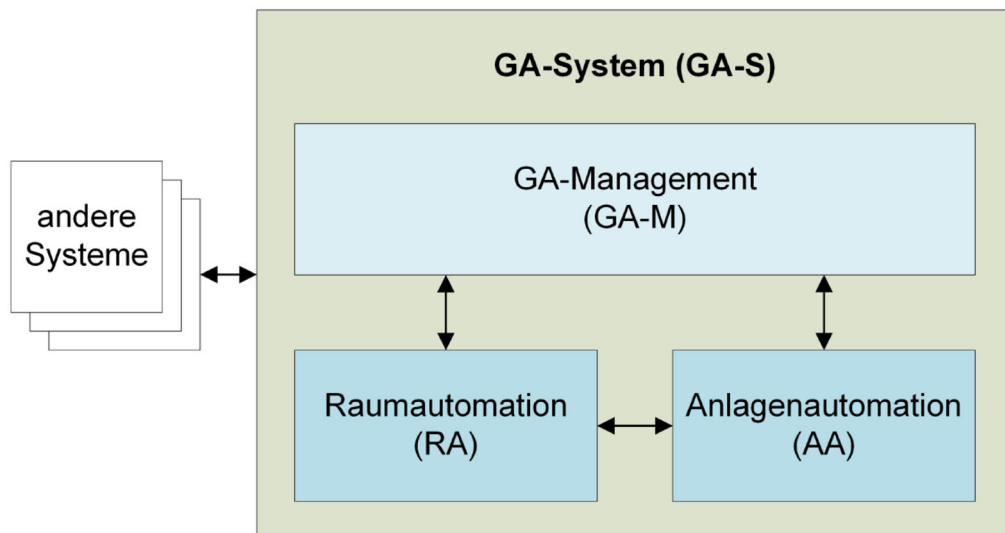 GA-System (GA-S)
GA-Management
(GA-M)
andere
Systeme
Raumautomation
(RA)
Anlagenautomation
(AA)